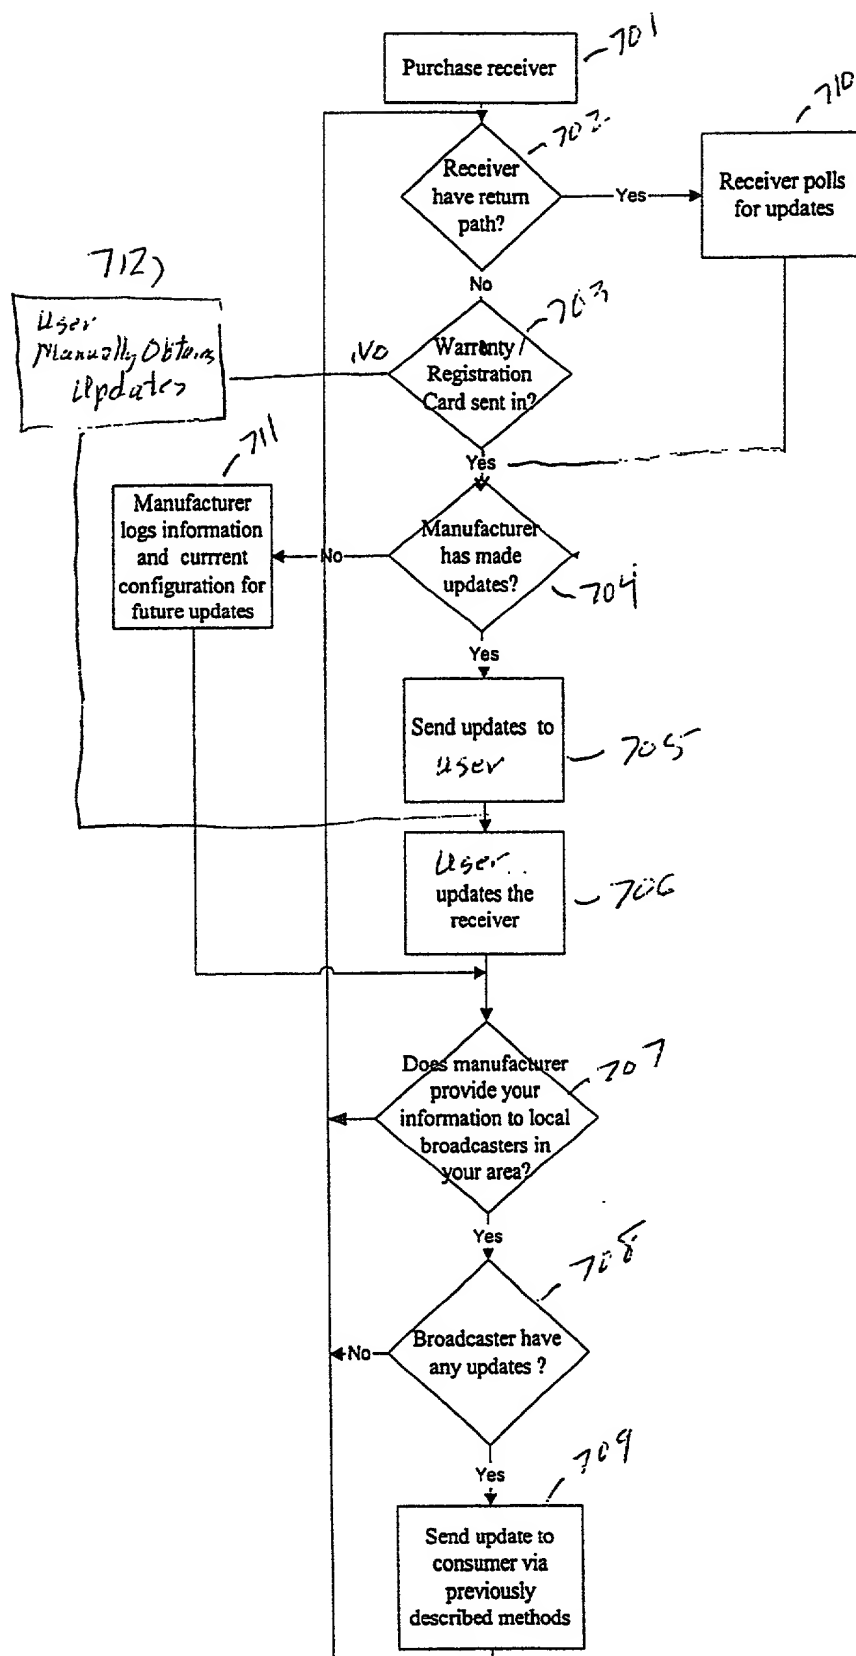 701
Purchase receiver
710
702
Receiver
have return
path?
Yes
Receiver polls
for updates
No
712
User
Manually Obtains
Updates
703
No
Warranty /
Registration
Card sent in?
Yes
711
Manufacturer
logs information
and currrent
configuration for
future updates
No
Manufacturer
has made
updates?
704
Yes
Send updates to
User
705
User
updates the
receiver
706
707
Does manufacturer
provide your
information to local
broadcasters in
your area?
Yes
708
Broadcaster have
any updates ?
No
Yes
709
Send update to
consumer via
previously
described methods